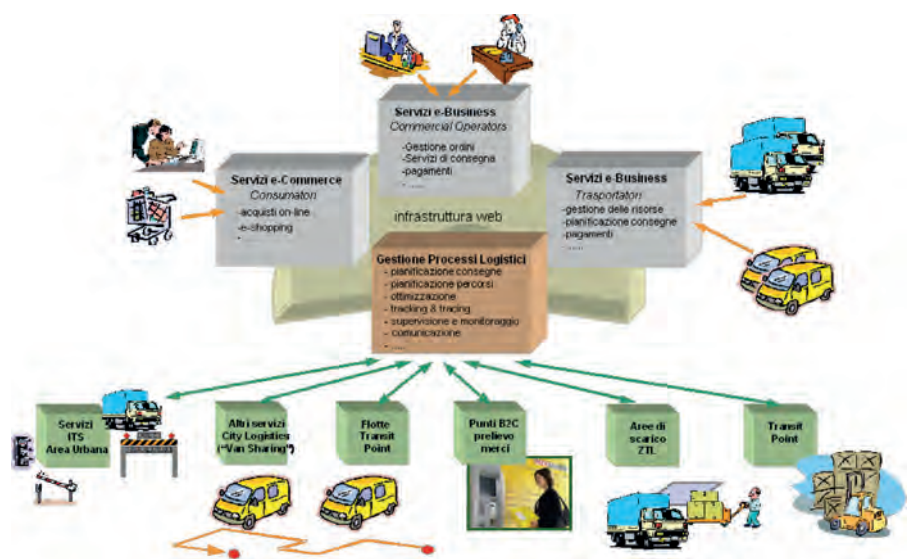 Servizi e-Business
Commercial Operators
-Gestione ordini
-Servizi di consegna
-pagamenti
- .....
Servizi e-Commerce
Consumatori
-acquisti on-line
-e-shopping
-
Servizi e-Business
Trasportatori
-gestione delle risorse
-pianificazione consegne
-pagamenti
.....
infrastruttura web
Gestione Processi Logistici
- pianificazione consegne
- pianificazione percorsi
- ottimizzazione
- tracking & tracing
- supervisione e monitoraggio
- comunicazione
- .....
Servizi
ITS
Area Urbana
Altri servizi
City Logistics
("Van Sharing")
Flotte
Transit
Point
Punti B2C
prelievo
merci
Aree di
scarico
ZTL
Transit
Point